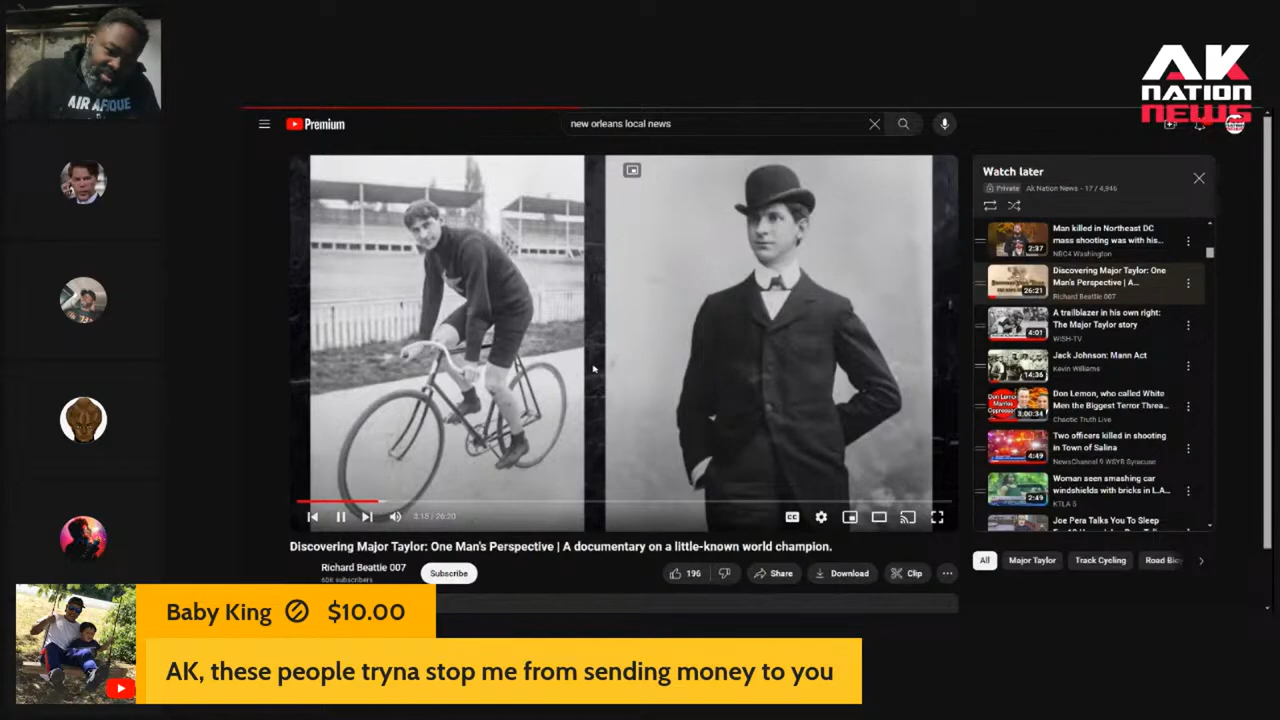 AIR AFRIQUE
AK
NATION
NEWS
Premium
new orleans local news
Watch later
Private
Ak Nation News - 17 / 4,946
Man killed in Northeast DC
mass shooting was with his...
NBC4 Washington
2:37
Discovering Major Taylor: One
Man's Perspective | A...
Richard Beattie 007
26:21
A trailblazer in his own right:
The Major Taylor story
WISH-TV
4:01
Jack Johnson: Mann Act
Kevin Williams
14:36
Don Lemon, who called White
Men the Biggest Terror Threa...
Chaotic Truth Live
3:00:34
Two officers killed in shooting
in Town of Salina
NewsChannel 9 WSYR Syracuse
4:49
Woman seen smashing car
windshields with bricks in L.A...
KTLA 5
2:49
Joe Pera Talks You To Sleep
3:15 / 26:20
CC
Discovering Major Taylor: One Man's Perspective | A documentary on a little-known world champion.
Richard Beattie 007
60K subscribers
Subscribe
196
Share
Download
Clip
All
Major Taylor
Track Cycling
Road Bic
Baby King
$10.00
AK, these people tryna stop me from sending money to you